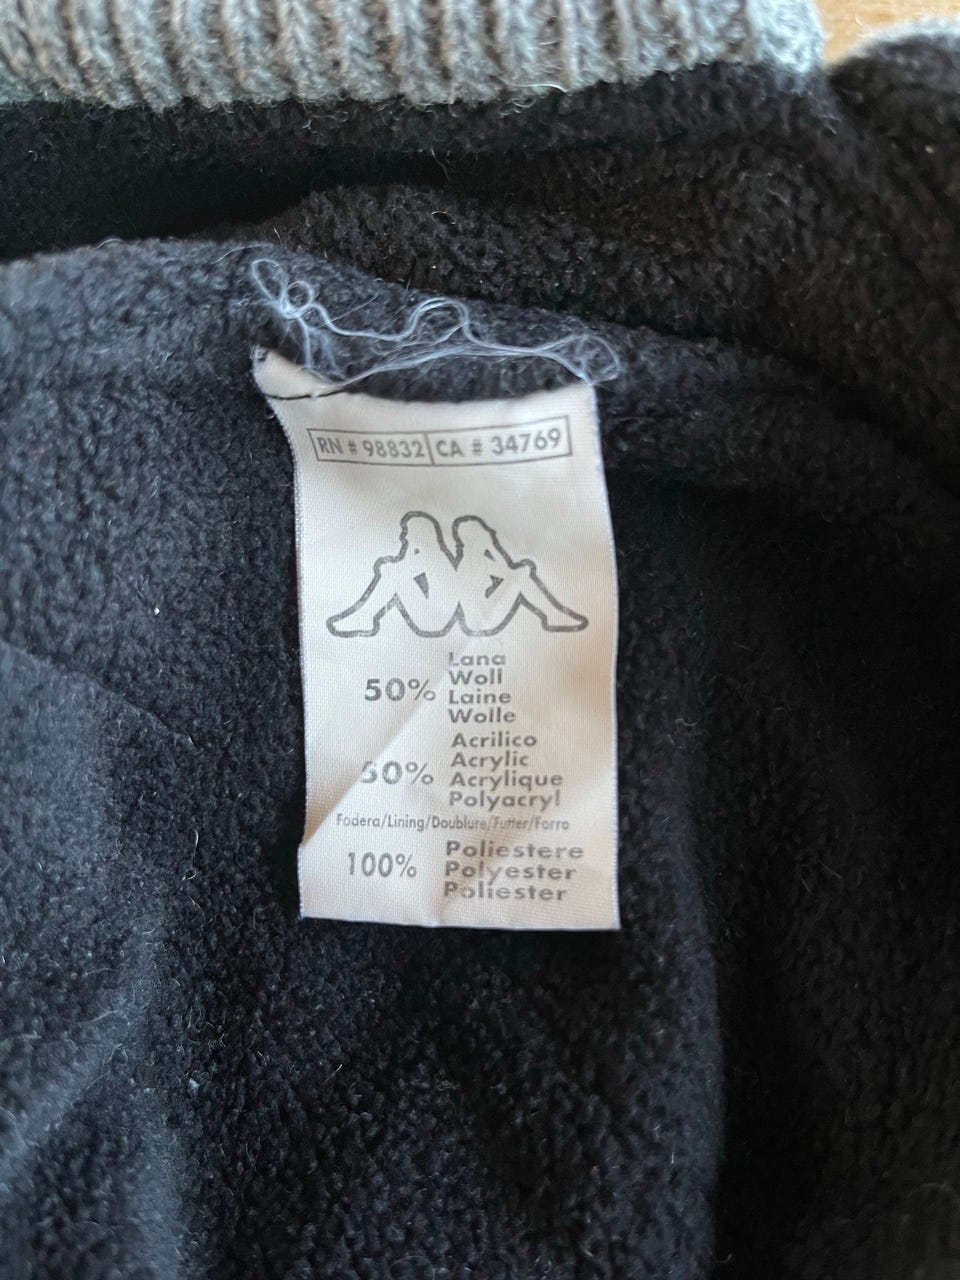 RN # 98832 CA # 34769
Lana
Woll
50% Laine
Wolle
Acrilico
Acrylic
50% Acrylique
Polyacryl
Fodera/Lining/Doublure/Futter/Forro
Poliestere
100% Polyester
Poliester